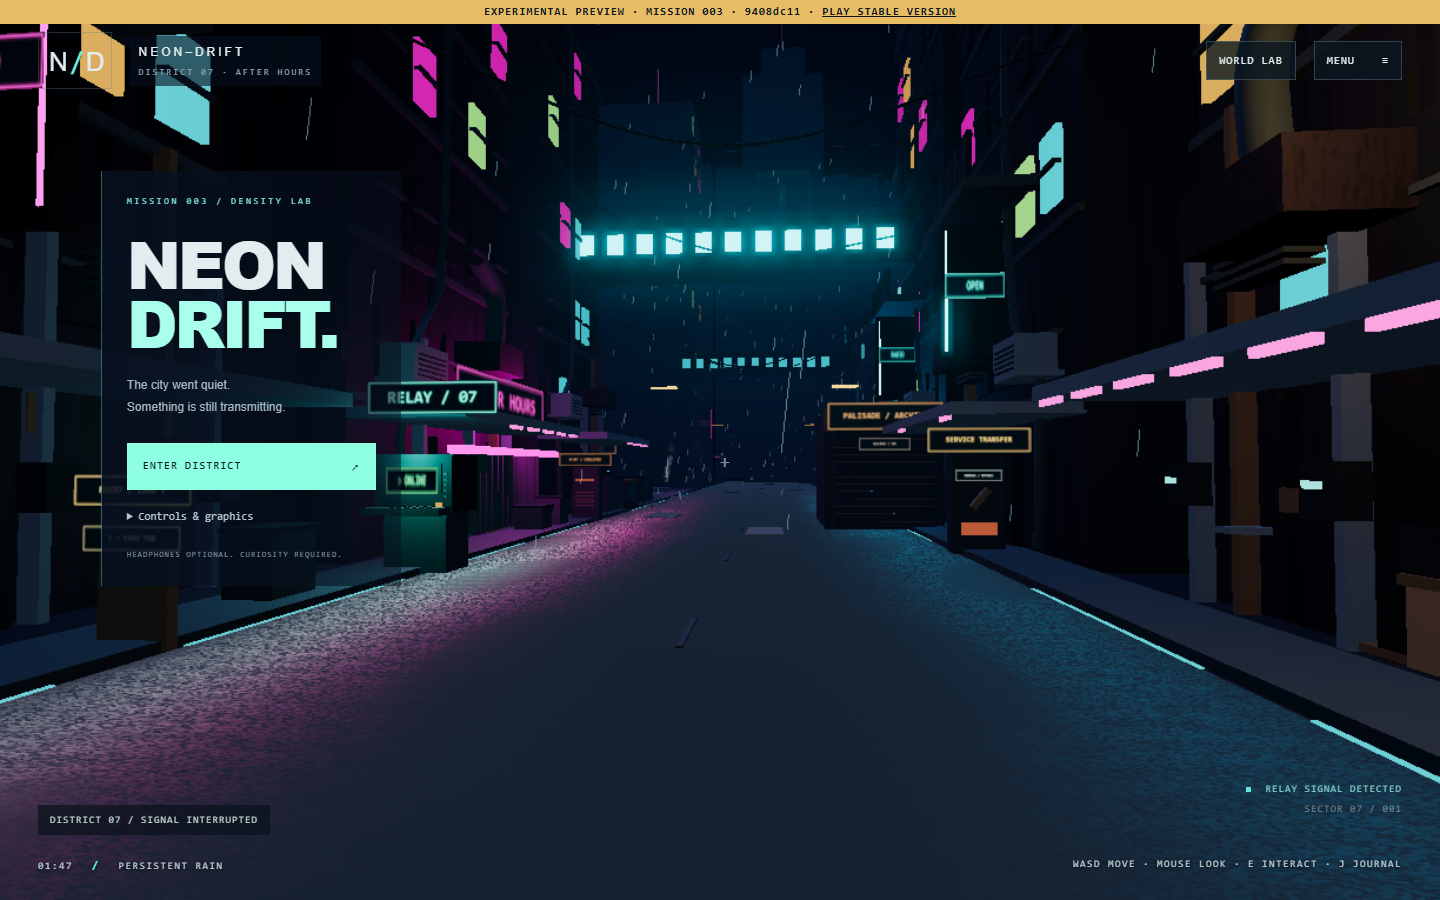 EXPERIMENTAL PREVIEW · MISSION 003 · 9408dc11 · PLAY STABLE VERSION
N/D
NEON—DRIFT
DISTRICT 07 · AFTER HOURS
WORLD LAB
MENU ≡
MISSION 003 / DENSITY LAB
NEON
DRIFT.
The city went quiet.
Something is still transmitting.
ENTER DISTRICT ↗
▶ Controls & graphics
HEADPHONES OPTIONAL. CURIOSITY REQUIRED.
OPEN
RELAY / 07
R HOURS
PALISADE / ARCH
SERVICE TRANSFER
ONLINE
RELAY SIGNAL DETECTED
SECTOR 07 / 001
DISTRICT 07 / SIGNAL INTERRUPTED
01:47 / PERSISTENT RAIN
WASD MOVE · MOUSE LOOK · E INTERACT · J JOURNAL